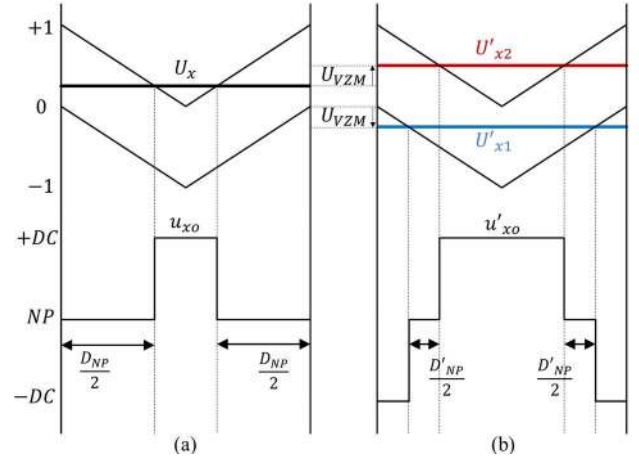 +1
0
−1
+DC
NP
−DC
U_x
u_xo
D_NP/2
D_NP/2
(a)
U_VZM
U_VZM
U'_x2
U'_x1
u'_xo
D'_NP/2
D'_NP/2
(b)